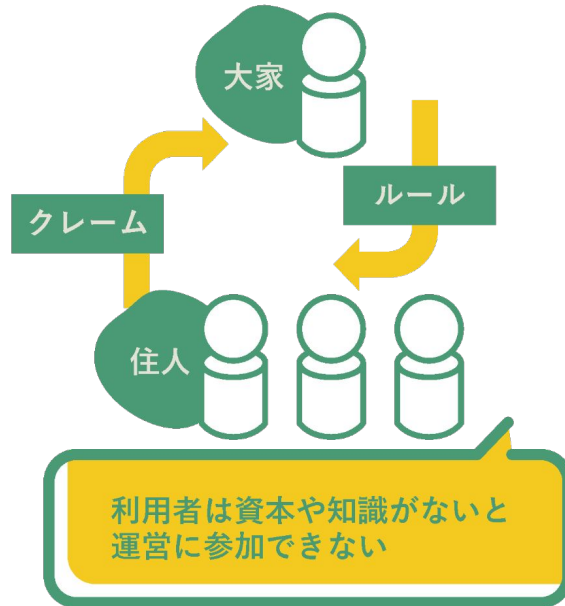 大家
クレーム
ルール
住人
利用者は資本や知識がないと
運営に参加できない